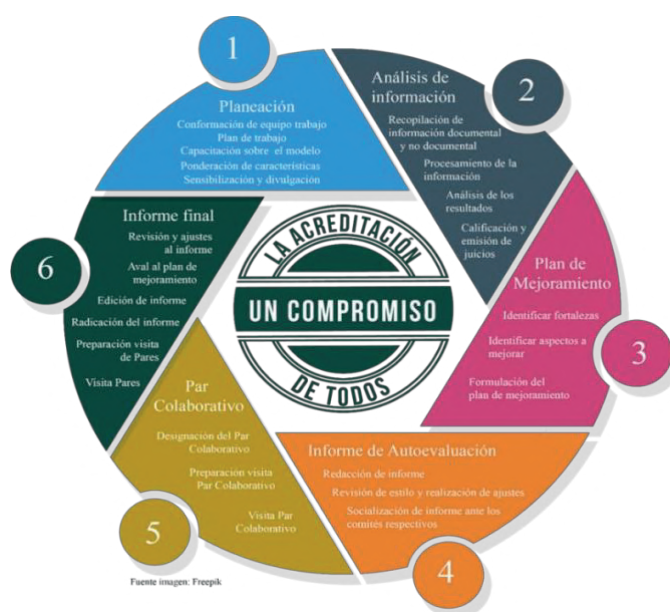 1
Planeación
Conformación de equipo trabajo
Plan de trabajo
Capacitación sobre el modelo
Ponderación de características
Sensibilización y divulgación
2
Análisis de
información
Recopilación de
información documental
y no documental
Procesamiento de la
información
Análisis de los
resultados
Calificación y
emisión de
juicios
3
Plan de
Mejoramiento
Identificar fortalezas
Identificar aspectos a
mejorar
Formulación del
plan de mejoramiento
4
Informe de Autoevaluación
Redacción de informe
Revisión de estilo y realización de ajustes
Socialización de informe ante los
comités respectivos
5
Par
Colaborativo
Designación del Par
Colaborativo
Preparación visita
Par Colaborativo
Visita Par
Colaborativo
6
Informe final
Revisión y ajustes
al informe
Aval al plan de
mejoramiento
Edición de informe
Radicación del informe
Preparación visita
de Pares
Visita Pares
LA ACREDITACIÓN
UN COMPROMISO
DE TODOS
Fuente imagen: Freepik